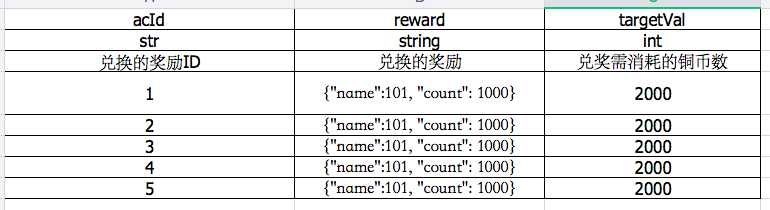 acId reward targetVal
str string int
兑换的奖励ID 兑换的奖励 兑奖需消耗的铜币数
1 {"name":101, "count": 1000} 2000
2 {"name":101, "count": 1000} 2000
3 {"name":101, "count": 1000} 2000
4 {"name":101, "count": 1000} 2000
5 {"name":101, "count": 1000} 2000